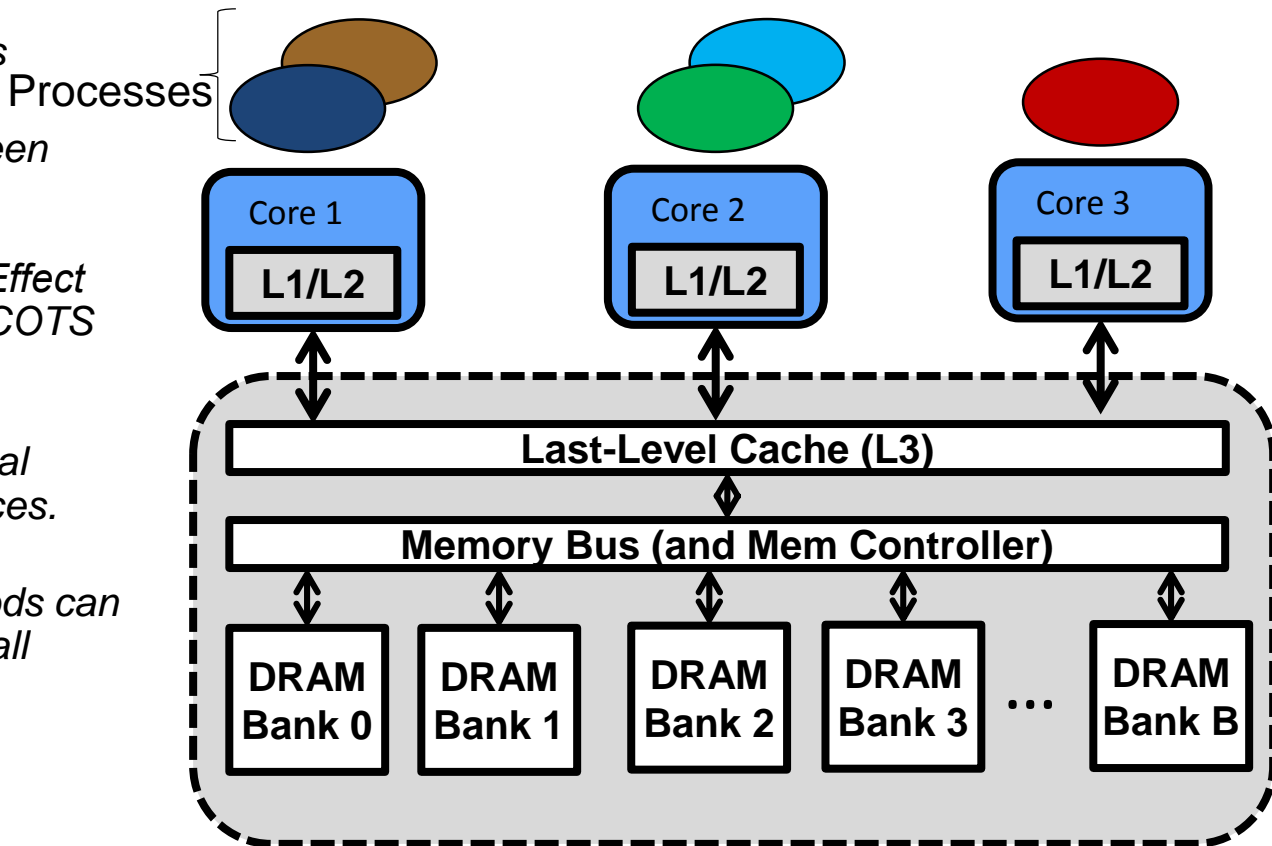 s
Processes
een
Effect
COTS
al
ces.
ods can
all
Core 1
L1/L2
Core 2
L1/L2
Core 3
L1/L2
Last-Level Cache (L3)
Memory Bus (and Mem Controller)
DRAM
Bank 0
DRAM
Bank 1
DRAM
Bank 2
DRAM
Bank 3
...
DRAM
Bank B